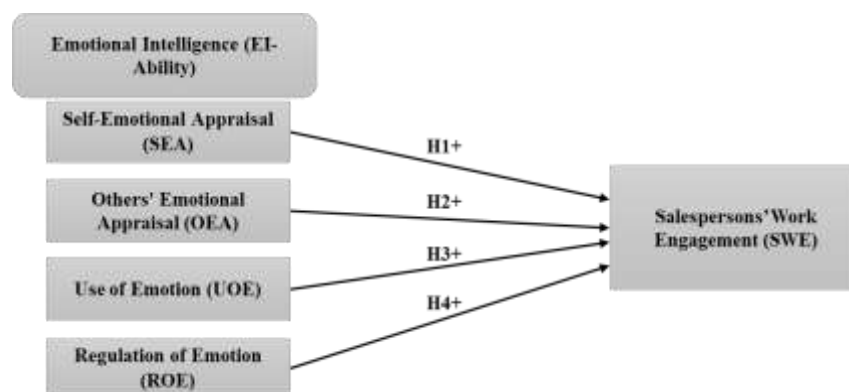 Emotional Intelligence (EI-
Ability)
Self-Emotional Appraisal
(SEA)
H1+
Others' Emotional
Appraisal (OEA)
H2+
Salespersons' Work
Engagement (SWE)
H3+
Use of Emotion (UOE)
H4+
Regulation of Emotion
(ROE)